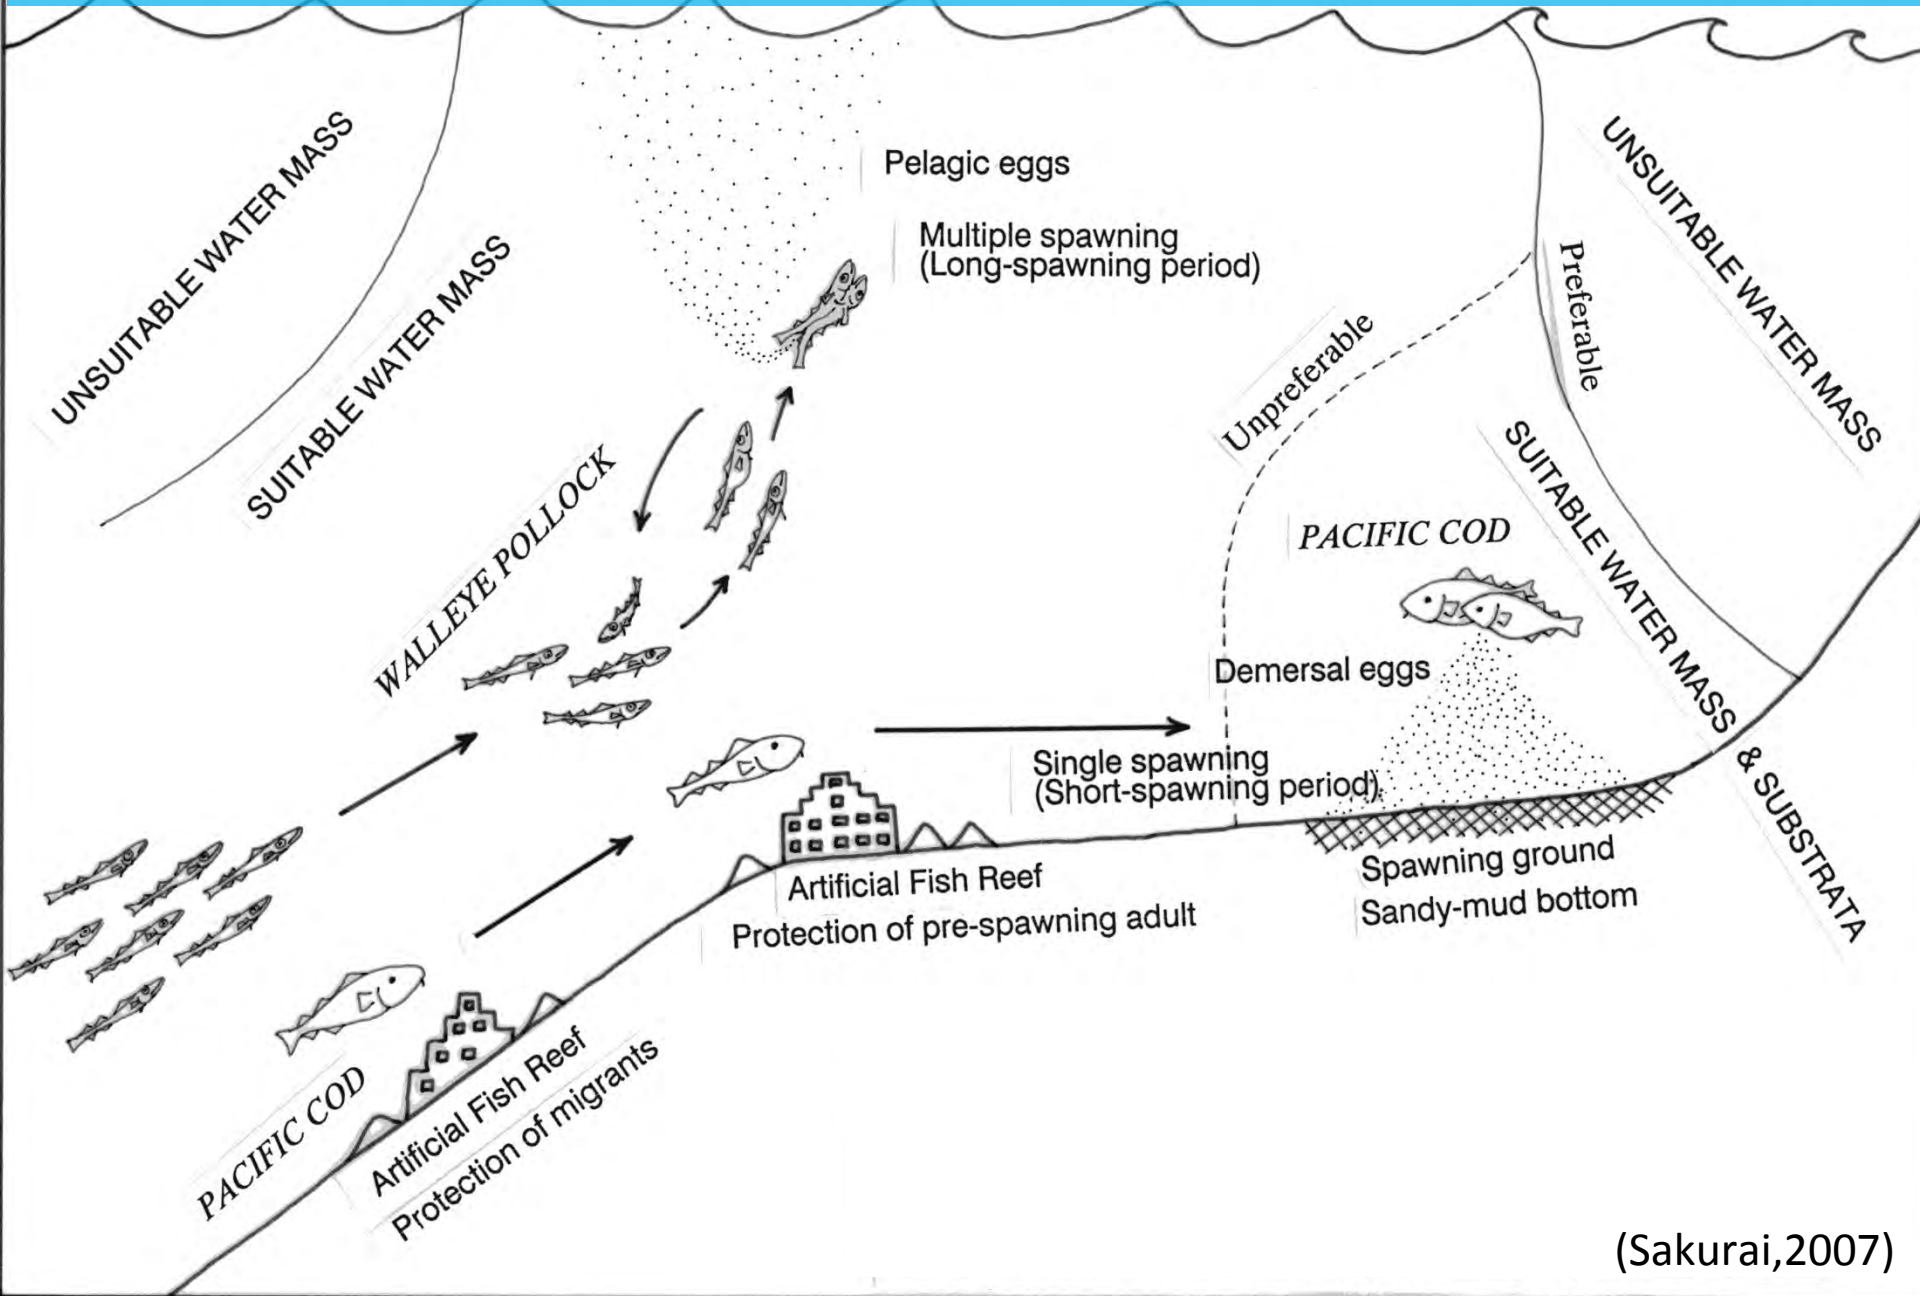 UNSUITABLE WATER MASS
SUITABLE WATER MASS
Pelagic eggs
Multiple spawning
(Long-spawning period)
UNSUITABLE WATER MASS
Preferable
Unpreferable
SUITABLE WATER MASS & SUBSTRATA
WALLEYE POLLOCK
PACIFIC COD
Demersal eggs
Single spawning
(Short-spawning period)
Spawning ground
Sandy-mud bottom
Artificial Fish Reef
Protection of pre-spawning adult
PACIFIC COD
Artificial Fish Reef
Protection of migrants
(Sakurai,2007)